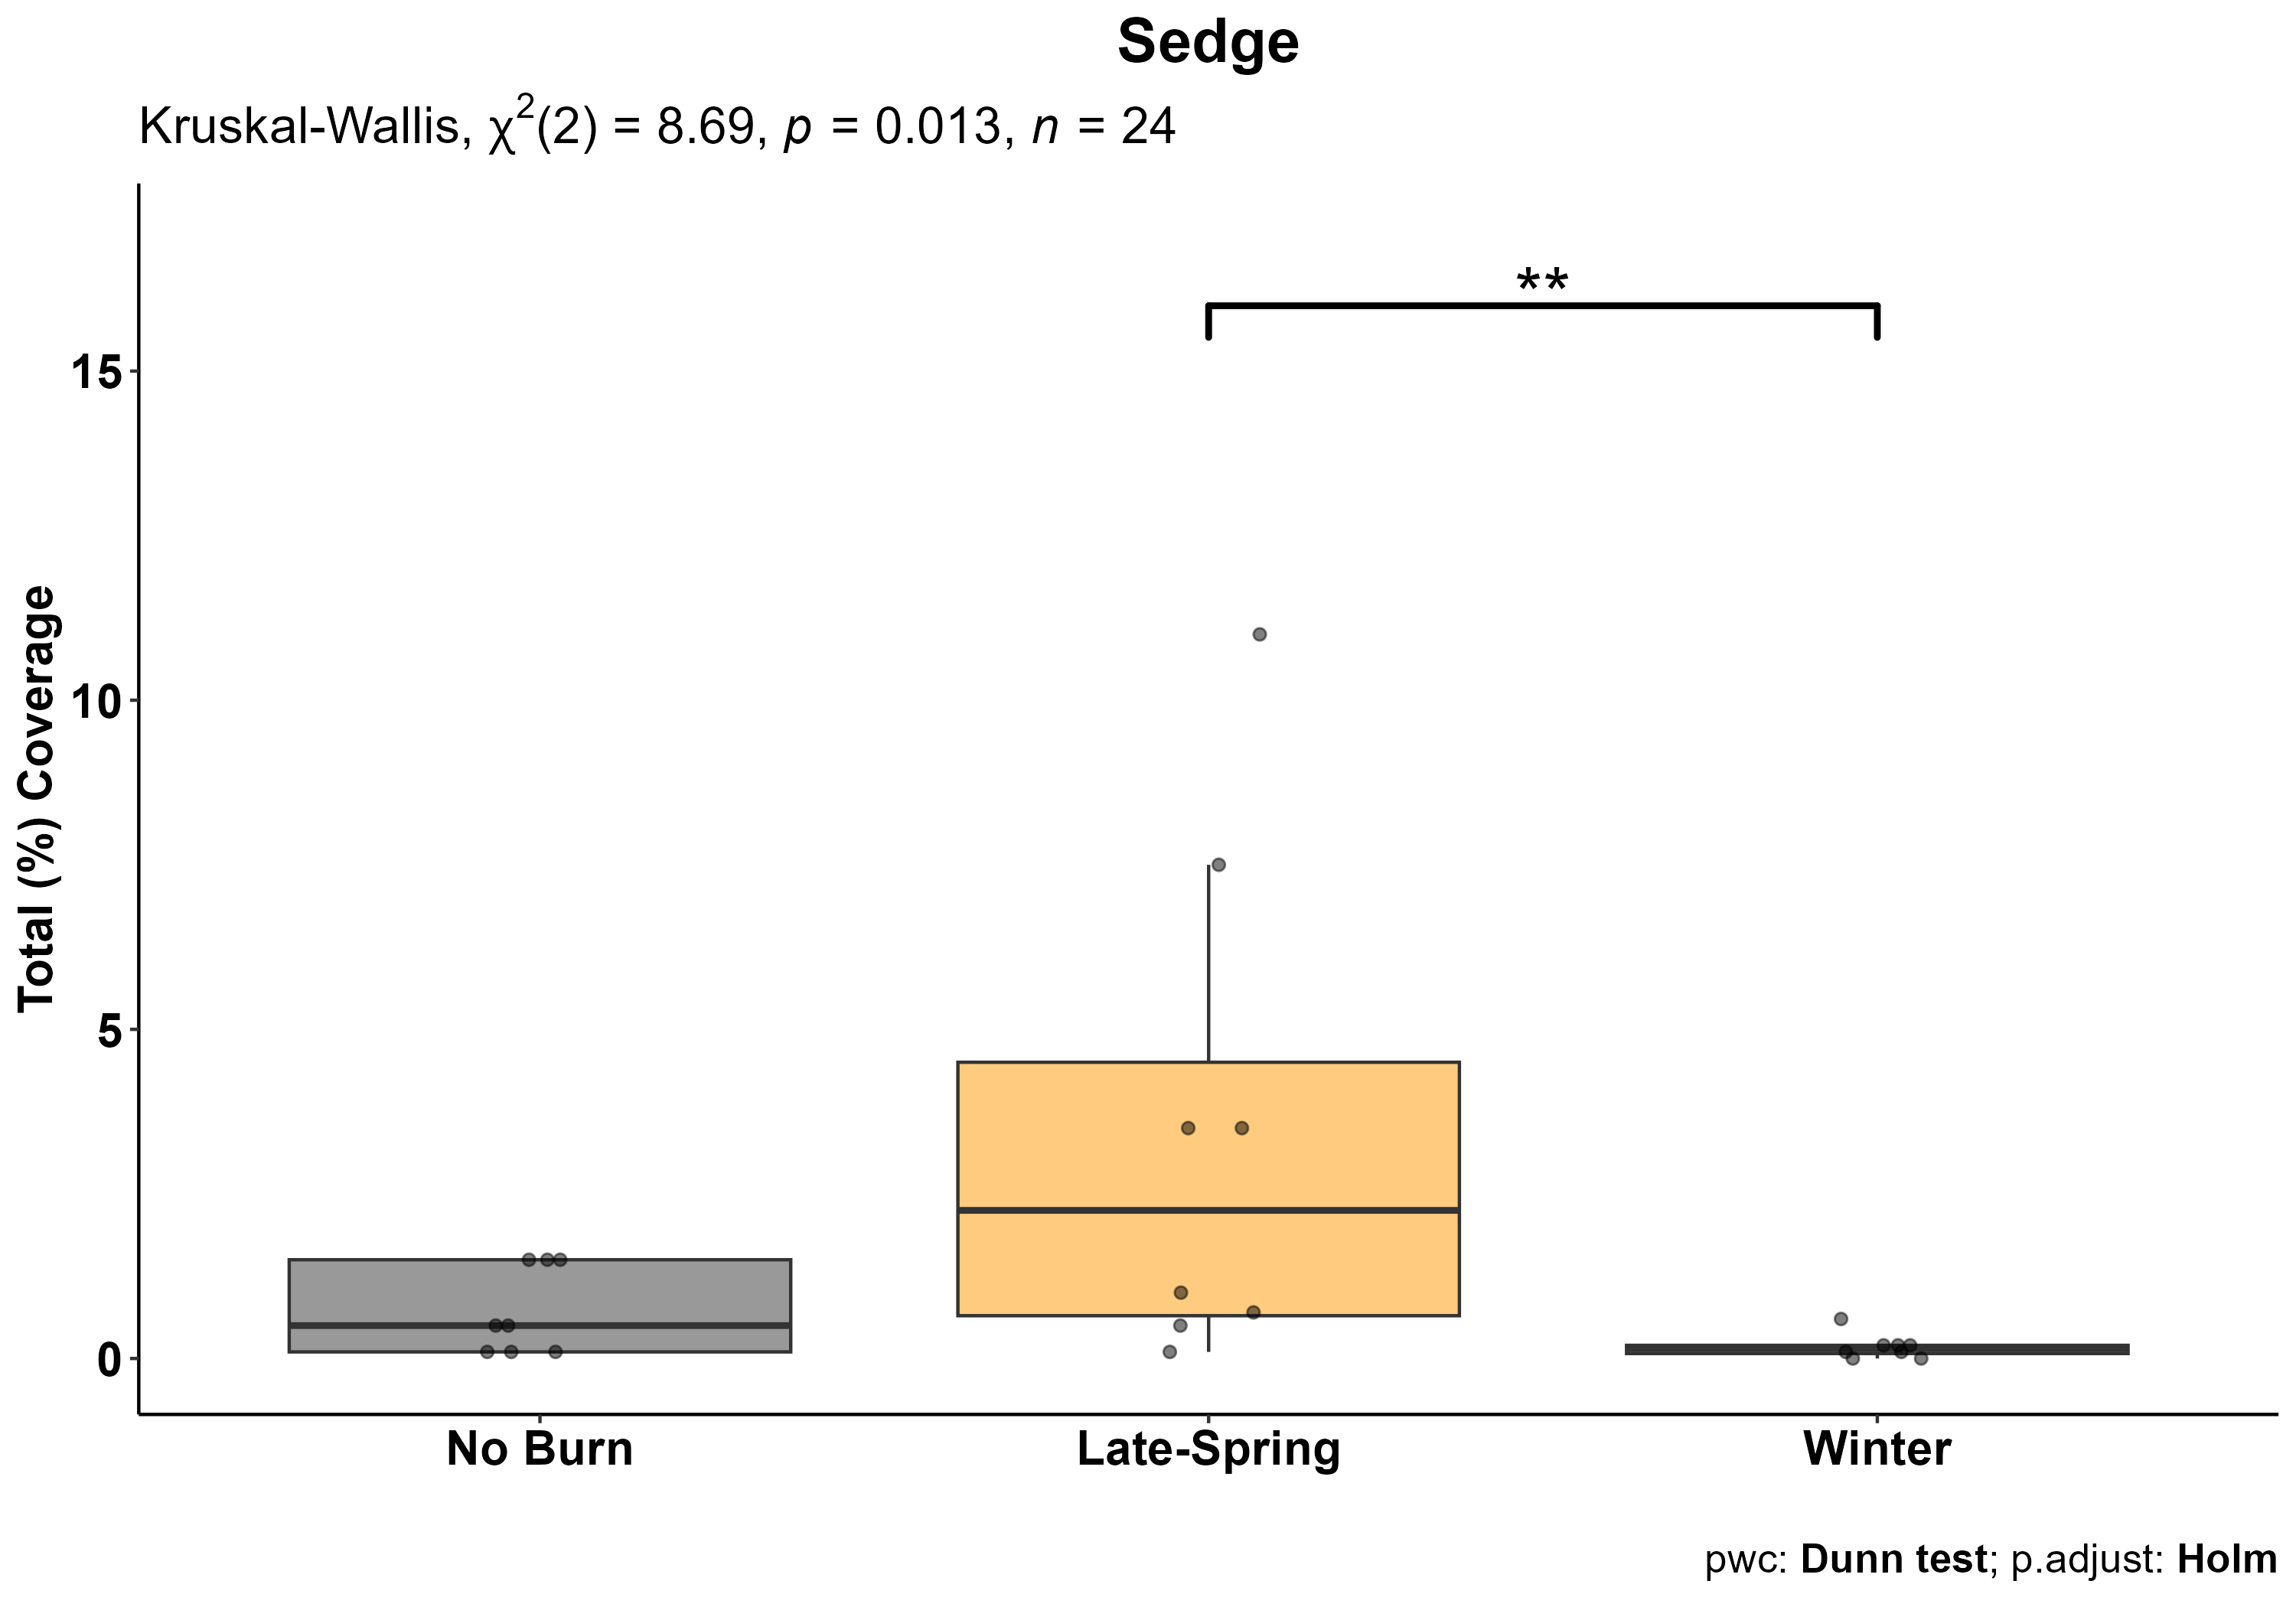 Sedge
Kruskal-Wallis, χ²(2) = 8.69, p = 0.013, n = 24
**
15
10
5
0
Total (%) Coverage
No Burn
Late-Spring
Winter
pwc: Dunn test; p.adjust: Holm